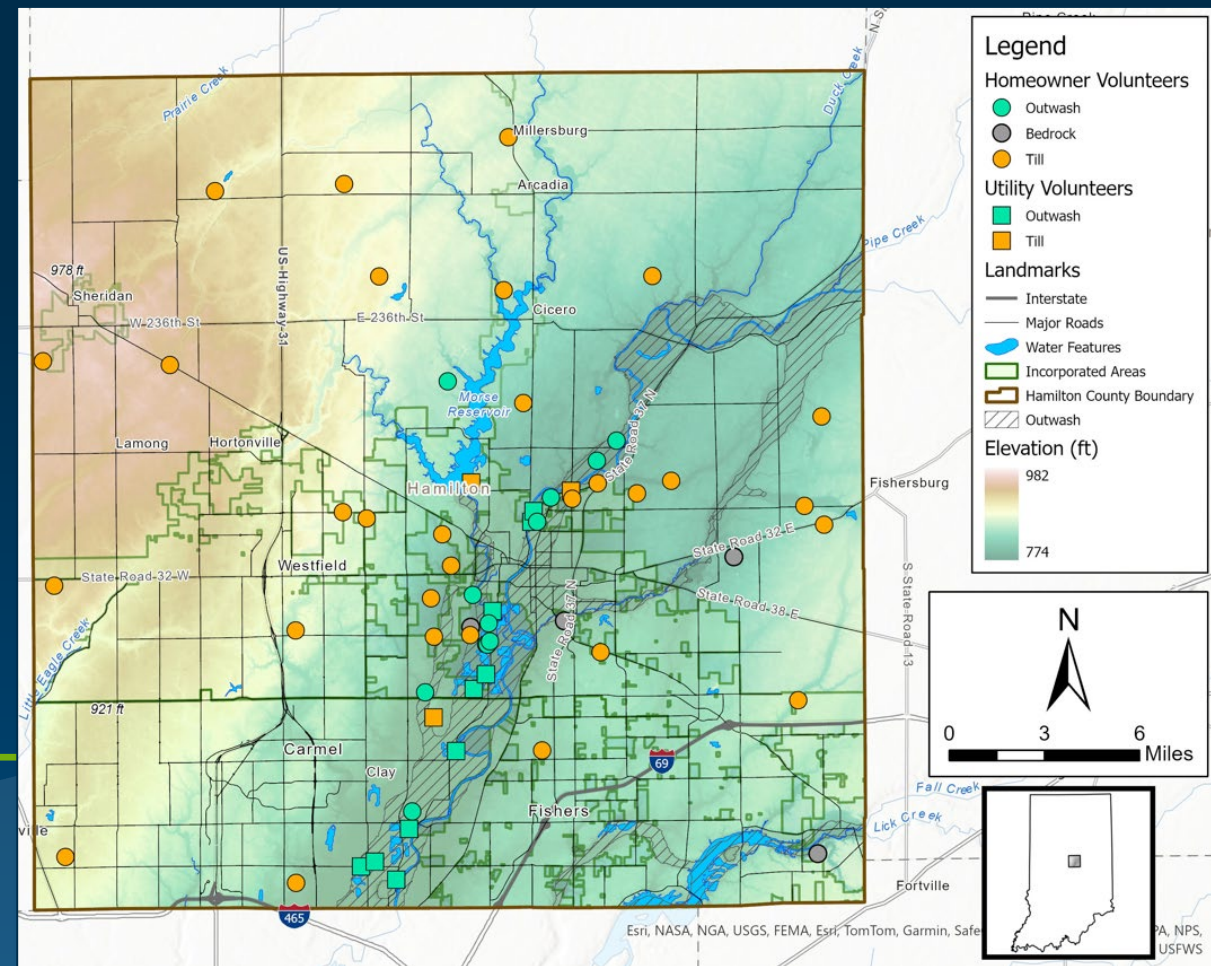 Prairie Creek
Duck Creek
Millersburg
Arcadia
Pipe Creek
US-Highway-31
978 ft
Sheridan
W 236th St
E 236th St
Cicero
Morse
Reservoir
State Road 37 N
Lamong
Hortonville
Hamilton
Fishersburg
State Road 32 E
Westfield
State Road 32 W
State Road 38 E
S-State-Road-13
State Road 37 N
Little Eagle Creek
921 ft
Carmel
Clay
69
Fishers
Fall Creek
Lick Creek
ville
Fortville
465
Esri, NASA, NGA, USGS, FEMA, Esri, TomTom, Garmin, Safe
PA, NPS,
USFWS
Legend
Homeowner Volunteers
Outwash
Bedrock
Till
Utility Volunteers
Outwash
Till
Landmarks
Interstate
Major Roads
Water Features
Incorporated Areas
Hamilton County Boundary
Outwash
Elevation (ft)
982
774
N
0 3 6
Miles